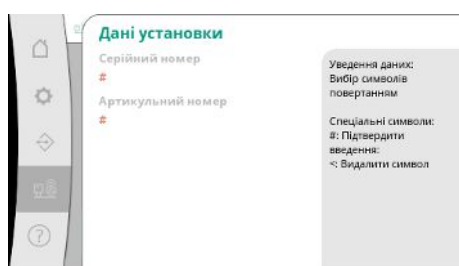 Дані установки
Серійний номер
#
Артикульний номер
#
Уведення даних:
Вибір символів
повертанням
Спеціальні символи:
#: Підтвердити
введення:
<: Видалити символ
?